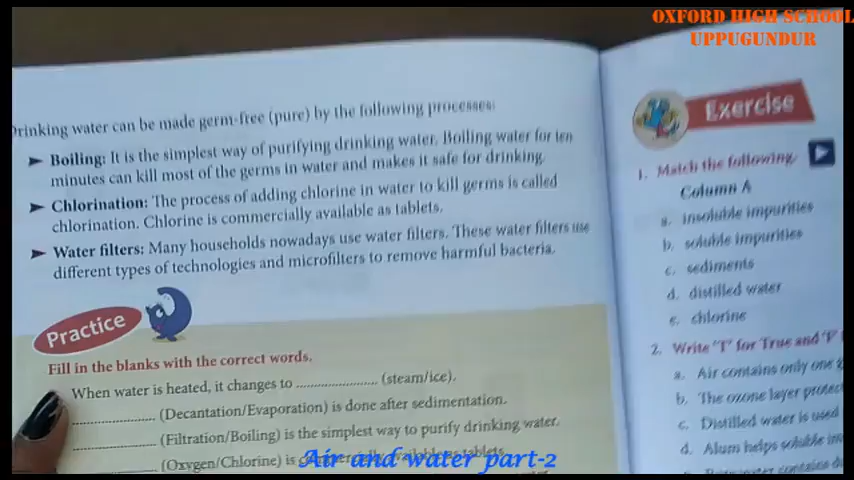 OXFORD HIGH SCHOOL
UPPUGUNDUR
Drinking water can be made germ-free (pure) by the following processes:
➤ Boiling: It is the simplest way of purifying drinking water. Boiling water for ten
minutes can kill most of the germs in water and makes it safe for drinking.
➤ Chlorination: The process of adding chlorine in water to kill germs is called
chlorination. Chlorine is commercially available as tablets.
➤ Water filters: Many households nowadays use water filters. These water filters use
different types of technologies and microfilters to remove harmful bacteria.
Practice
Fill in the blanks with the correct words.
When water is heated, it changes to ...................... (steam/ice).
...................... (Decantation/Evaporation) is done after sedimentation.
...................... (Filtration/Boiling) is the simplest way to purify drinking water.
...................... (Oxygen/Chlorine) is commercially available as tablets.
Exercise
1. Match the following.
Column A
a. insoluble impurities
b. soluble impurities
c. sediments
d. distilled water
e. chlorine
2. Write 'T' for True and 'F'
a. Air contains only one
b. The ozone layer protec
c. Distilled water is used
d. Alum helps soluble im
Air and water part-2